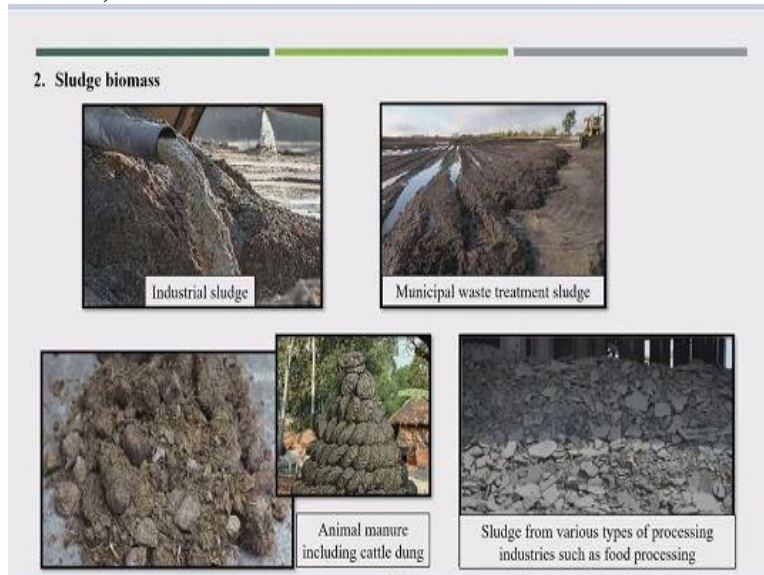 2. Sludge biomass
Industrial sludge
Municipal waste treatment sludge
Animal manure
including cattle dung
Sludge from various types of processing
industries such as food processing